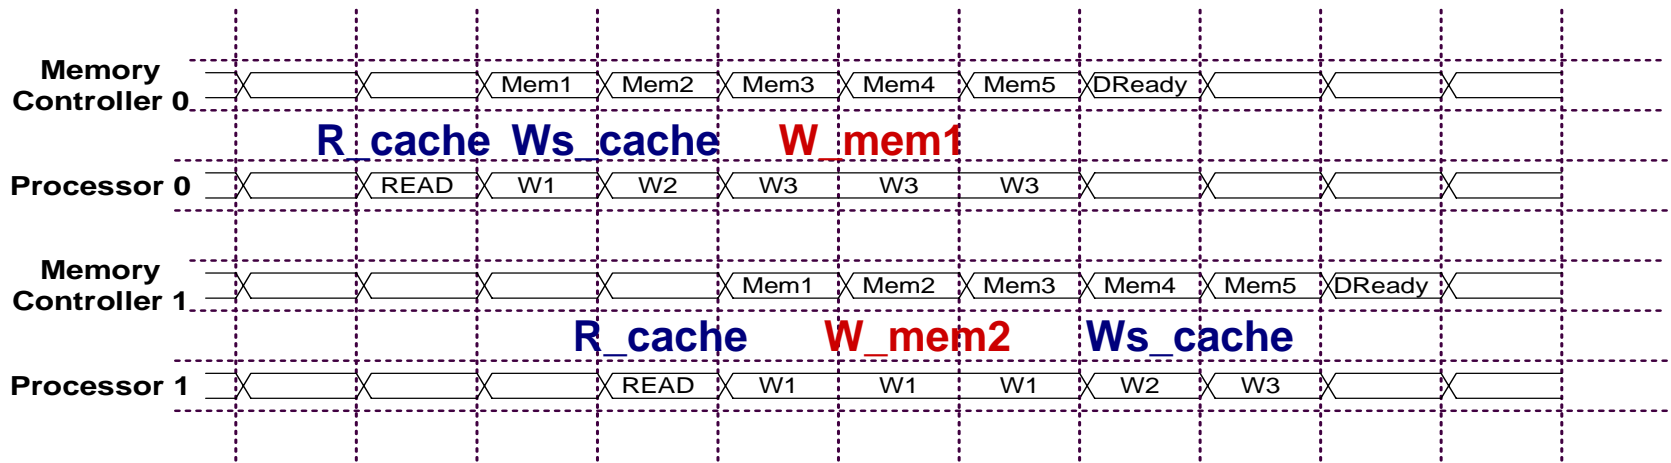 Memory Controller 0
Mem1 Mem2 Mem3 Mem4 Mem5 DReady
R_cache Ws_cache W_mem1
Processor 0
READ W1 W2 W3 W3 W3
Memory Controller 1
Mem1 Mem2 Mem3 Mem4 Mem5 DReady
R_cache W_mem2 Ws_cache
Processor 1
READ W1 W1 W1 W2 W3